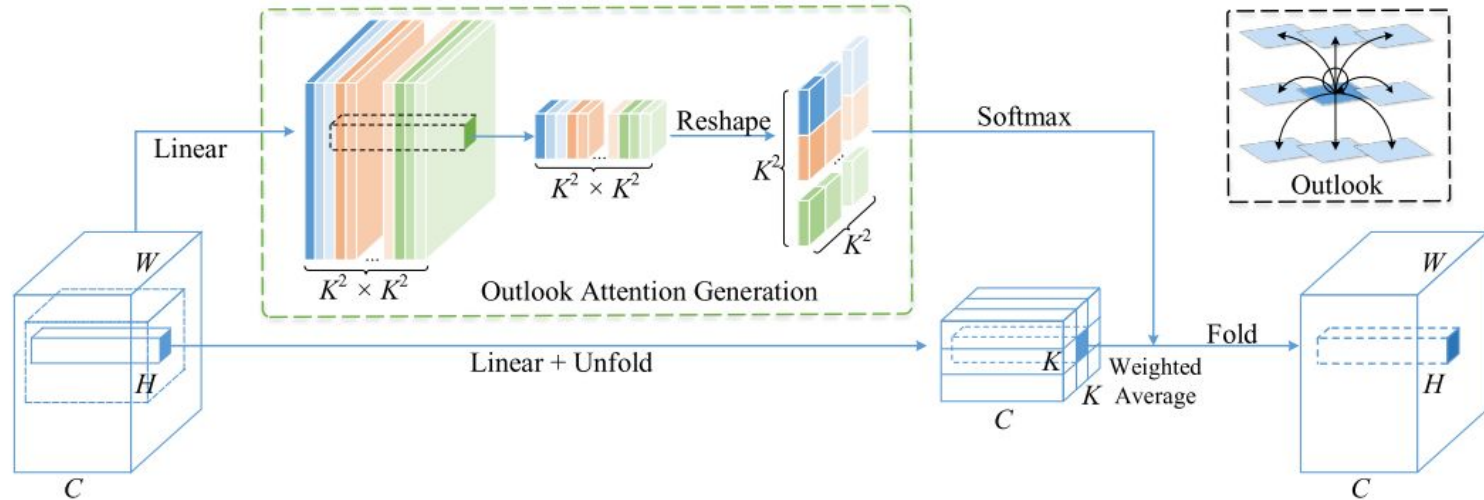 Linear
...
K² × K²
...
K² × K²
Reshape
K²
...
K²
Outlook Attention Generation
Softmax
Outlook
W
H
C
Linear + Unfold
K
K
C
Weighted
Average
Fold
W
H
C